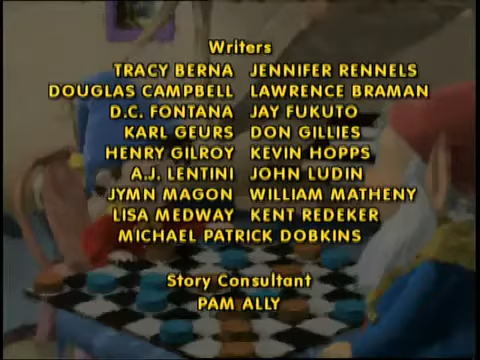 Writers
TRACY BERNA JENNIFER RENNELS
DOUGLAS CAMPBELL LAWRENCE BRAMAN
D.C. FONTANA JAY FUKUTO
KARL GEURS DON GILLIES
HENRY GILROY KEVIN HOPPS
A.J. LENTINI JOHN LUDIN
JYMN MAGON WILLIAM MATHENY
LISA MEDWAY KENT REDEKER
MICHAEL PATRICK DOBKINS
Story Consultant
PAM ALLY